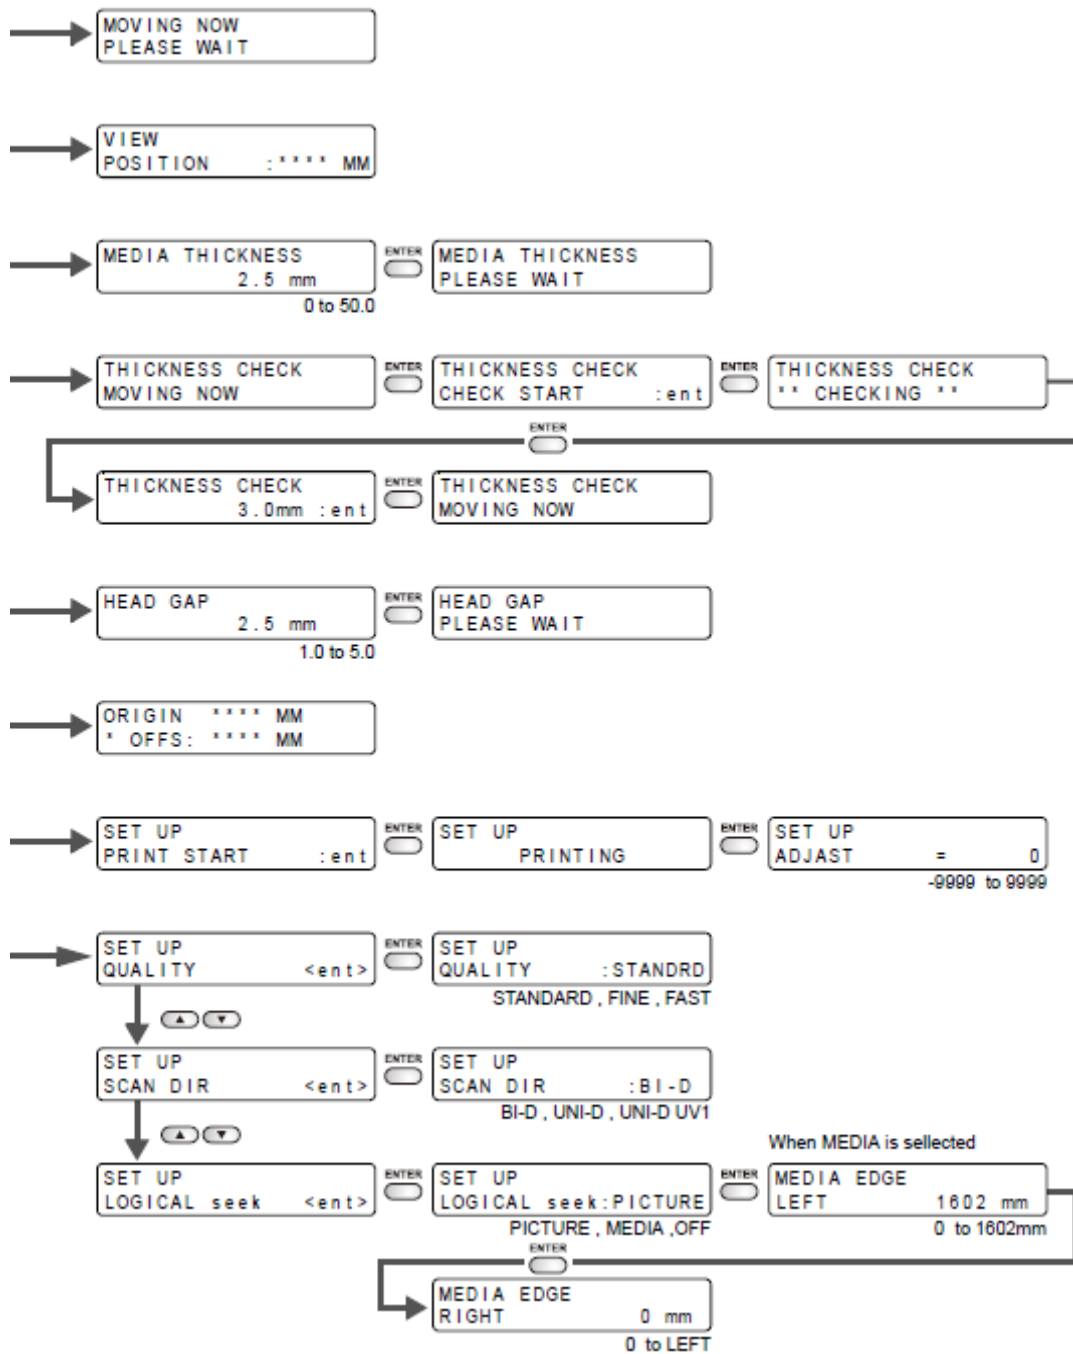 MOVING NOW
PLEASE WAIT
VIEW
POSITION :**** MM
MEDIA THICKNESS
2.5 mm
0 to 50.0
ENTER
MEDIA THICKNESS
PLEASE WAIT
THICKNESS CHECK
MOVING NOW
ENTER
THICKNESS CHECK
CHECK START :ent
ENTER
THICKNESS CHECK
** CHECKING **
ENTER
THICKNESS CHECK
3.0mm :ent
ENTER
THICKNESS CHECK
MOVING NOW
HEAD GAP
2.5 mm
1.0 to 5.0
ENTER
HEAD GAP
PLEASE WAIT
ORIGIN **** MM
* OFFS: **** MM
SET UP
PRINT START :ent
ENTER
SET UP
PRINTING
ENTER
SET UP
ADJAST = 0
-9999 to 9999
SET UP
QUALITY <ent>
ENTER
SET UP
QUALITY :STANDRD
STANDARD , FINE , FAST
SET UP
SCAN DIR <ent>
ENTER
SET UP
SCAN DIR :BI-D
BI-D , UNI-D , UNI-D UV1
SET UP
LOGICAL seek <ent>
ENTER
SET UP
LOGICAL seek:PICTURE
PICTURE , MEDIA ,OFF
ENTER
When MEDIA is sellected
MEDIA EDGE
LEFT 1602 mm
0 to 1602mm
ENTER
MEDIA EDGE
RIGHT 0 mm
0 to LEFT